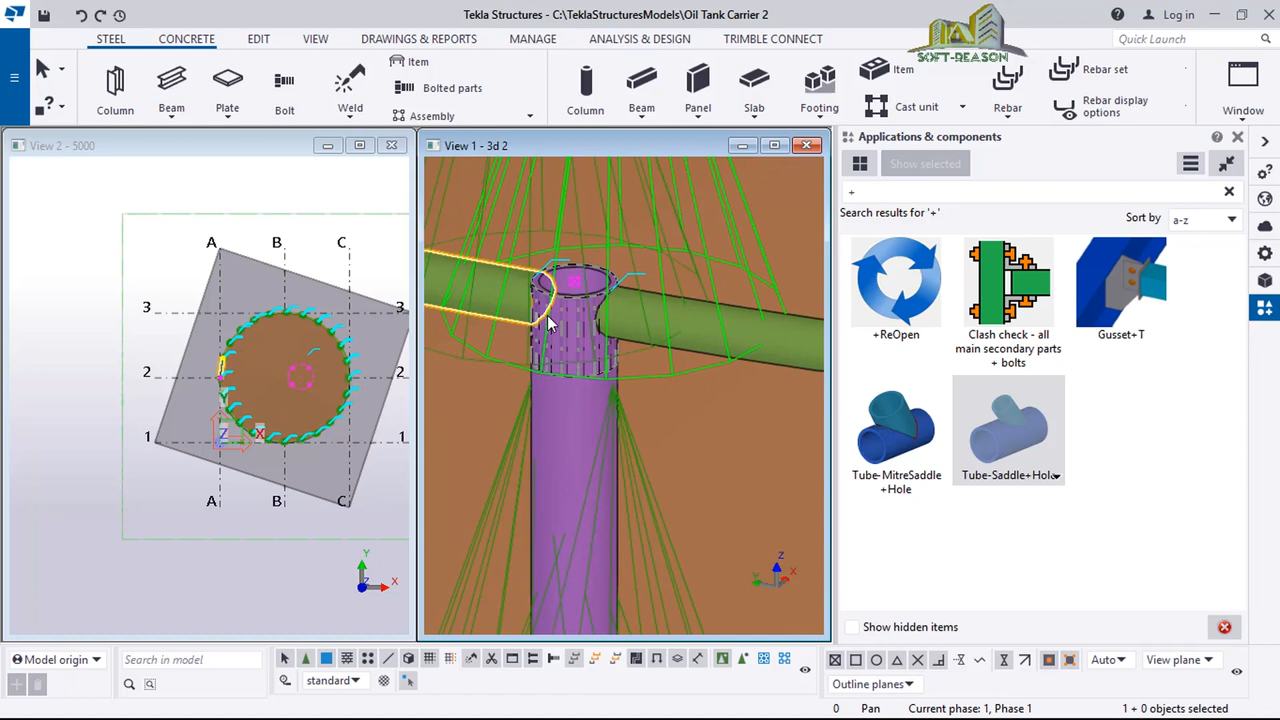 Tekla Structures - C:\TeklaStructuresModels\Oil Tank Carrier 2
Log in
STEEL CONCRETE EDIT VIEW DRAWINGS & REPORTS MANAGE ANALYSIS & DESIGN TRIMBLE CONNECT
SOFT-REASON
Quick Launch
Column Beam Plate Bolt Weld
Item
Bolted parts
Assembly
Column Beam Panel Slab Footing
Item
Cast unit
Rebar
Rebar set
Rebar display options
Window
View 2 - 5000
A B C
3 3
2 2
1 1
Y
Z X
A B C
Y
Z X
View 1 - 3d 2
Z
Y X
Applications & components
Show selected
+
Search results for '+'
Sort by a-z
+ReOpen
Clash check - all main secondary parts + bolts
Gusset+T
Tube-MitreSaddle +Hole
Tube-Saddle+Hole
Show hidden items
Model origin
Search in model
standard
Auto
View plane
Outline planes
0 Pan Current phase: 1, Phase 1 1 + 0 objects selected